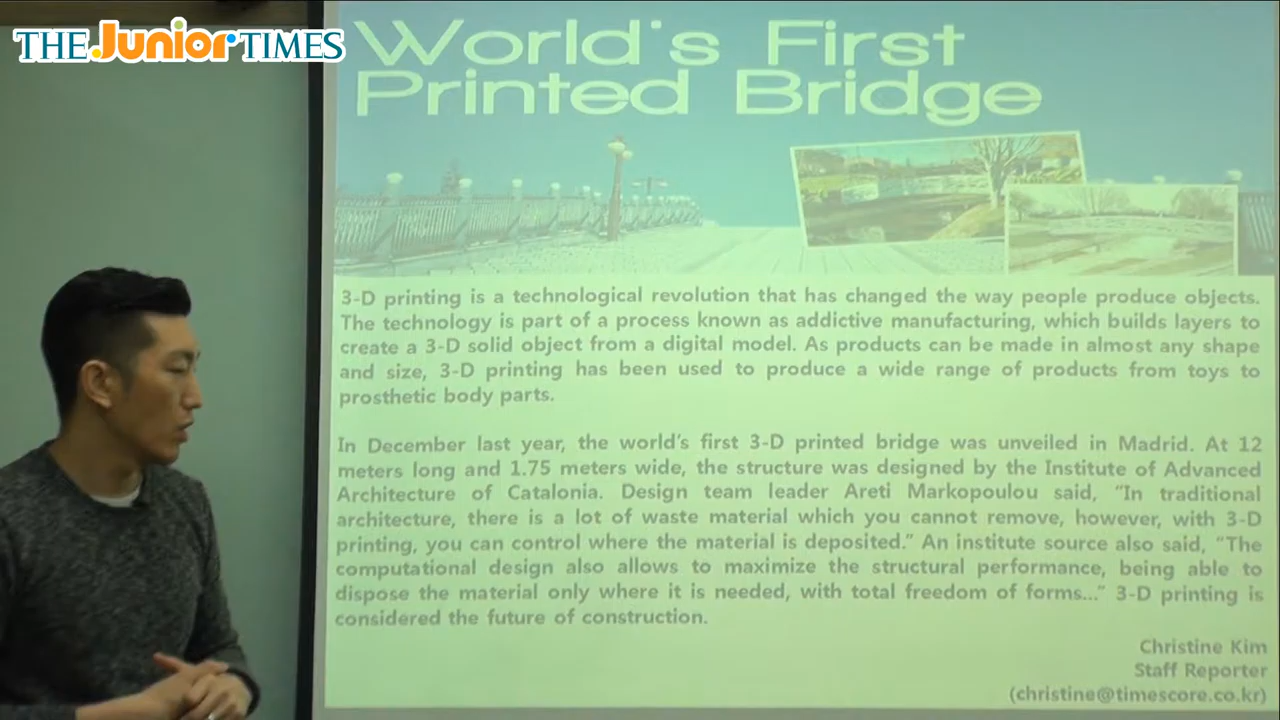 THE Junior TIMES
World's First
Printed Bridge
3-D printing is a technological revolution that has changed the way people produce objects.
The technology is part of a process known as addictive manufacturing, which builds layers to
create a 3-D solid object from a digital model. As products can be made in almost any shape
and size, 3-D printing has been used to produce a wide range of products from toys to
prosthetic body parts.
In December last year, the world's first 3-D printed bridge was unveiled in Madrid. At 12
meters long and 1.75 meters wide, the structure was designed by the Institute of Advanced
Architecture of Catalonia. Design team leader Areti Markopoulou said, "In traditional
architecture, there is a lot of waste material which you cannot remove, however, with 3-D
printing, you can control where the material is deposited." An institute source also said, "The
computational design also allows to maximize the structural performance, being able to
dispose the material only where it is needed, with total freedom of forms..." 3-D printing is
considered the future of construction.
Christine Kim
Staff Reporter
(christine@timescore.co.kr)